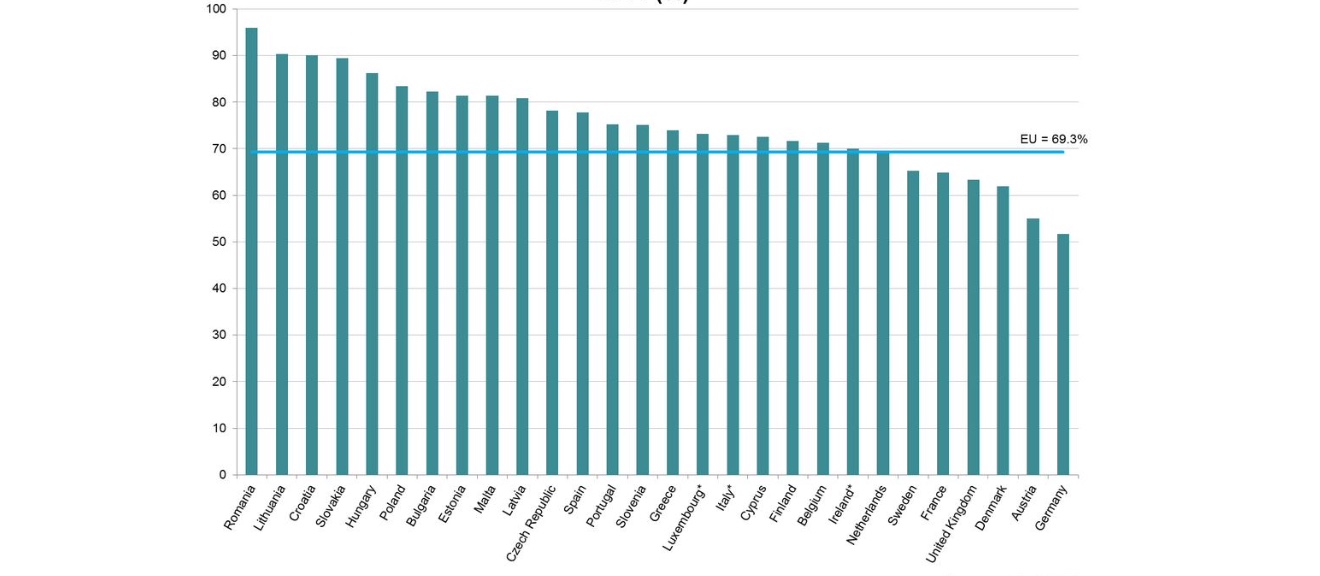 100
90
80
70
60
50
40
30
20
10
0
EU = 69.3%
Romania
Lithuania
Croatia
Slovakia
Hungary
Poland
Bulgaria
Estonia
Malta
Latvia
Czech Republic
Spain
Portugal
Slovenia
Greece
Luxembourg*
Italy*
Cyprus
Finland
Belgium
Ireland*
Netherlands
Sweden
France
United Kingdom
Denmark
Austria
Germany